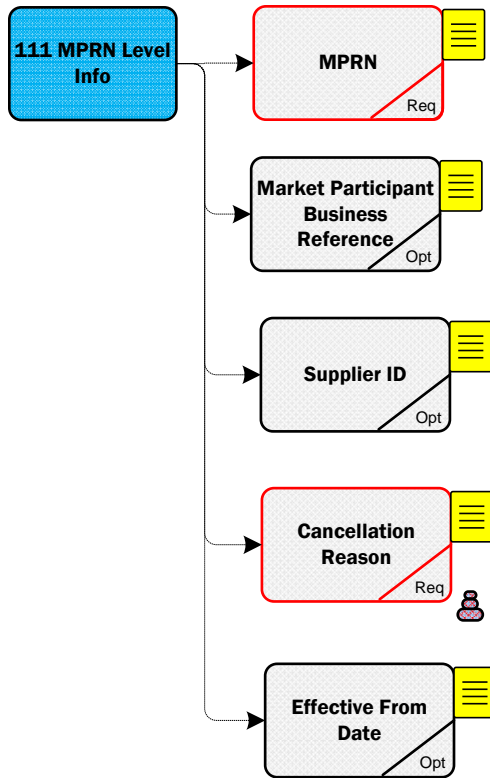 111 MPRN Level
Info
MPRN
Req
Market Participant
Business
Reference
Opt
Supplier ID
Opt
Cancellation
Reason
Req
Effective From
Date
Opt